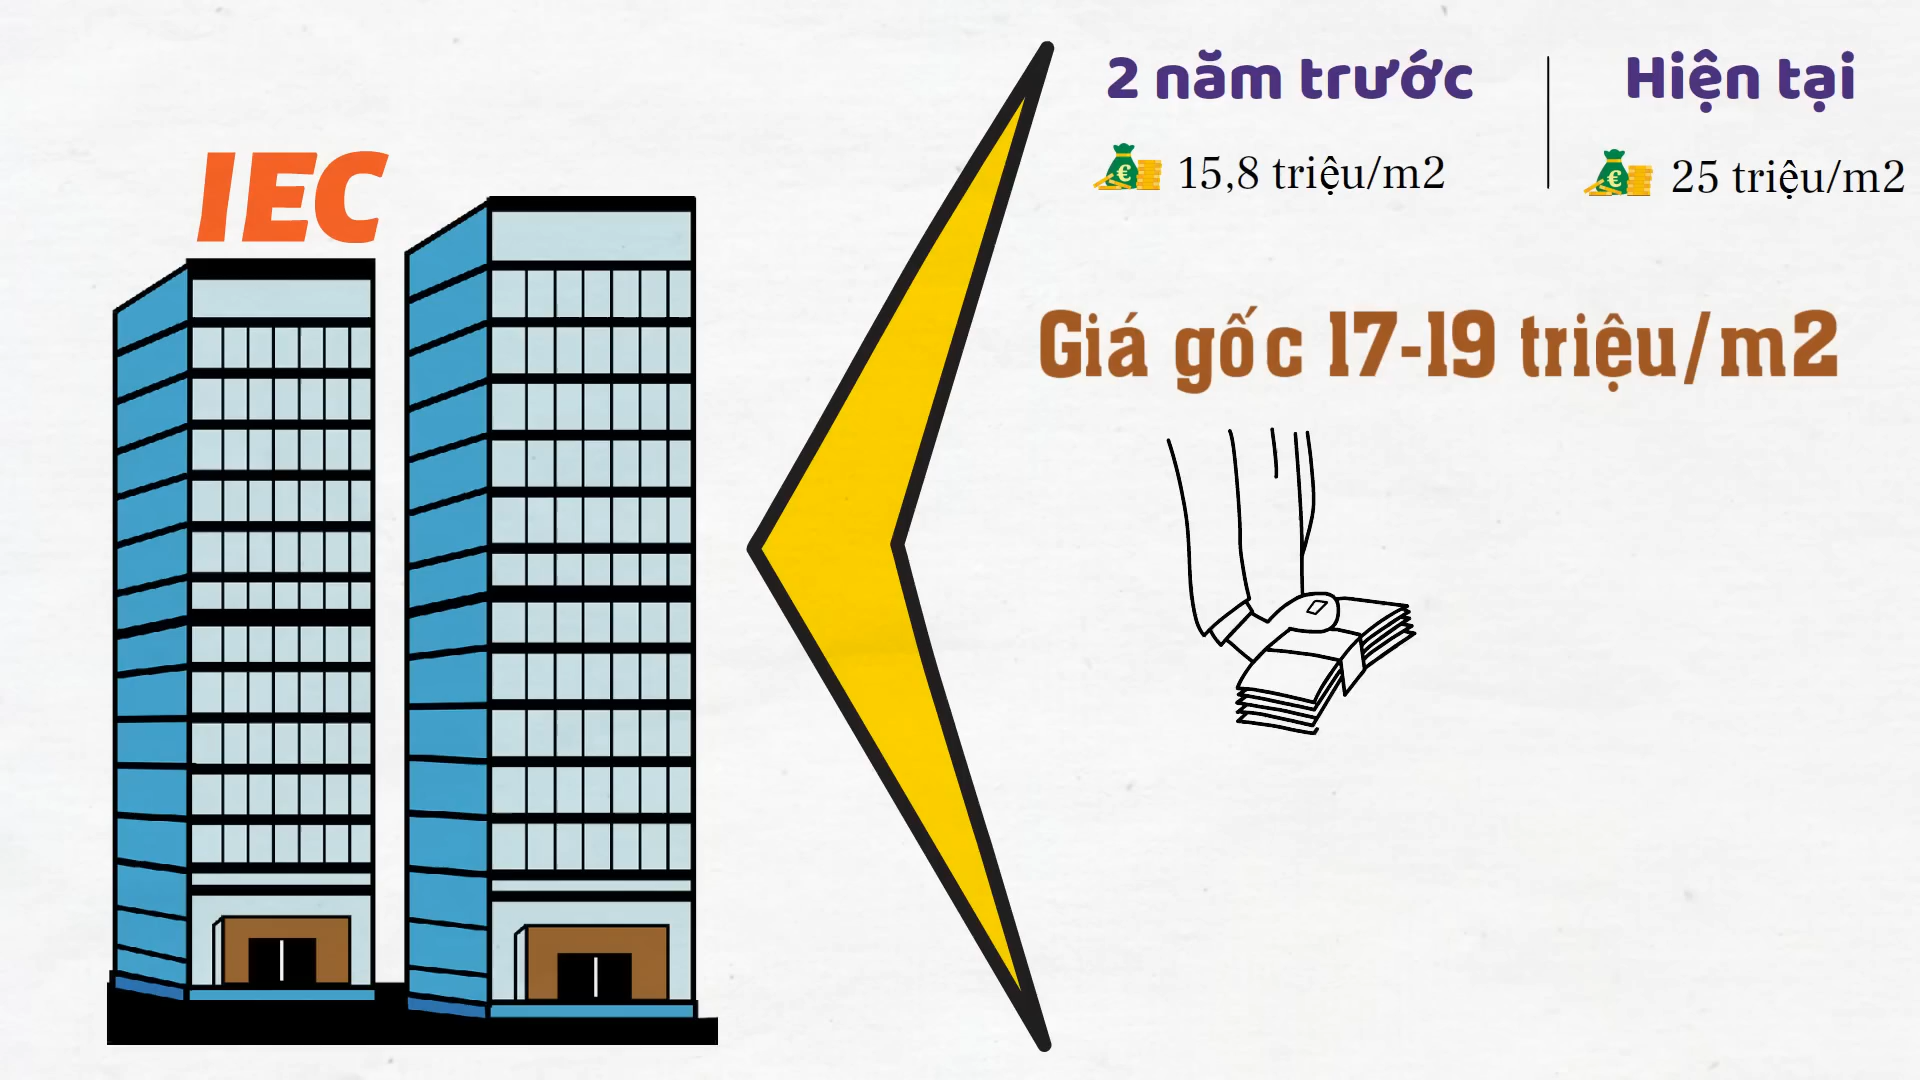 IEC
2 năm trước
15,8 triệu/m2
Hiện tại
25 triệu/m2
Giá gốc 17-19 triệu/m2